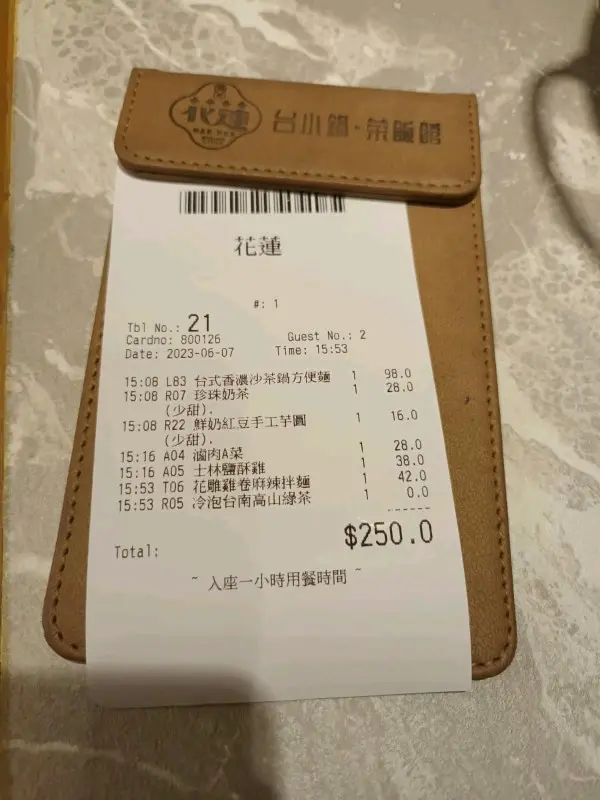 花蓮
台小鍋·菜飯醬
花蓮
#: 1
Tbl No.: 21
Cardno: 800126 Guest No.: 2
Date: 2023-06-07 Time: 15:53
15:08 L83 台式香濃沙茶鍋方便麵 1 98.0
15:08 R07 珍珠奶茶 1 28.0
(少甜).
15:08 R22 鮮奶紅豆手工芋圓 1 16.0
(少甜).
15:16 A04 滷肉A菜 1 28.0
15:16 A05 士林鹽酥雞 1 38.0
15:53 T06 花雕雞卷麻辣拌麵 1 42.0
15:53 R05 冷泡台南高山綠茶 1 0.0
Total: $250.0
~ 入座一小時用餐時間 ~